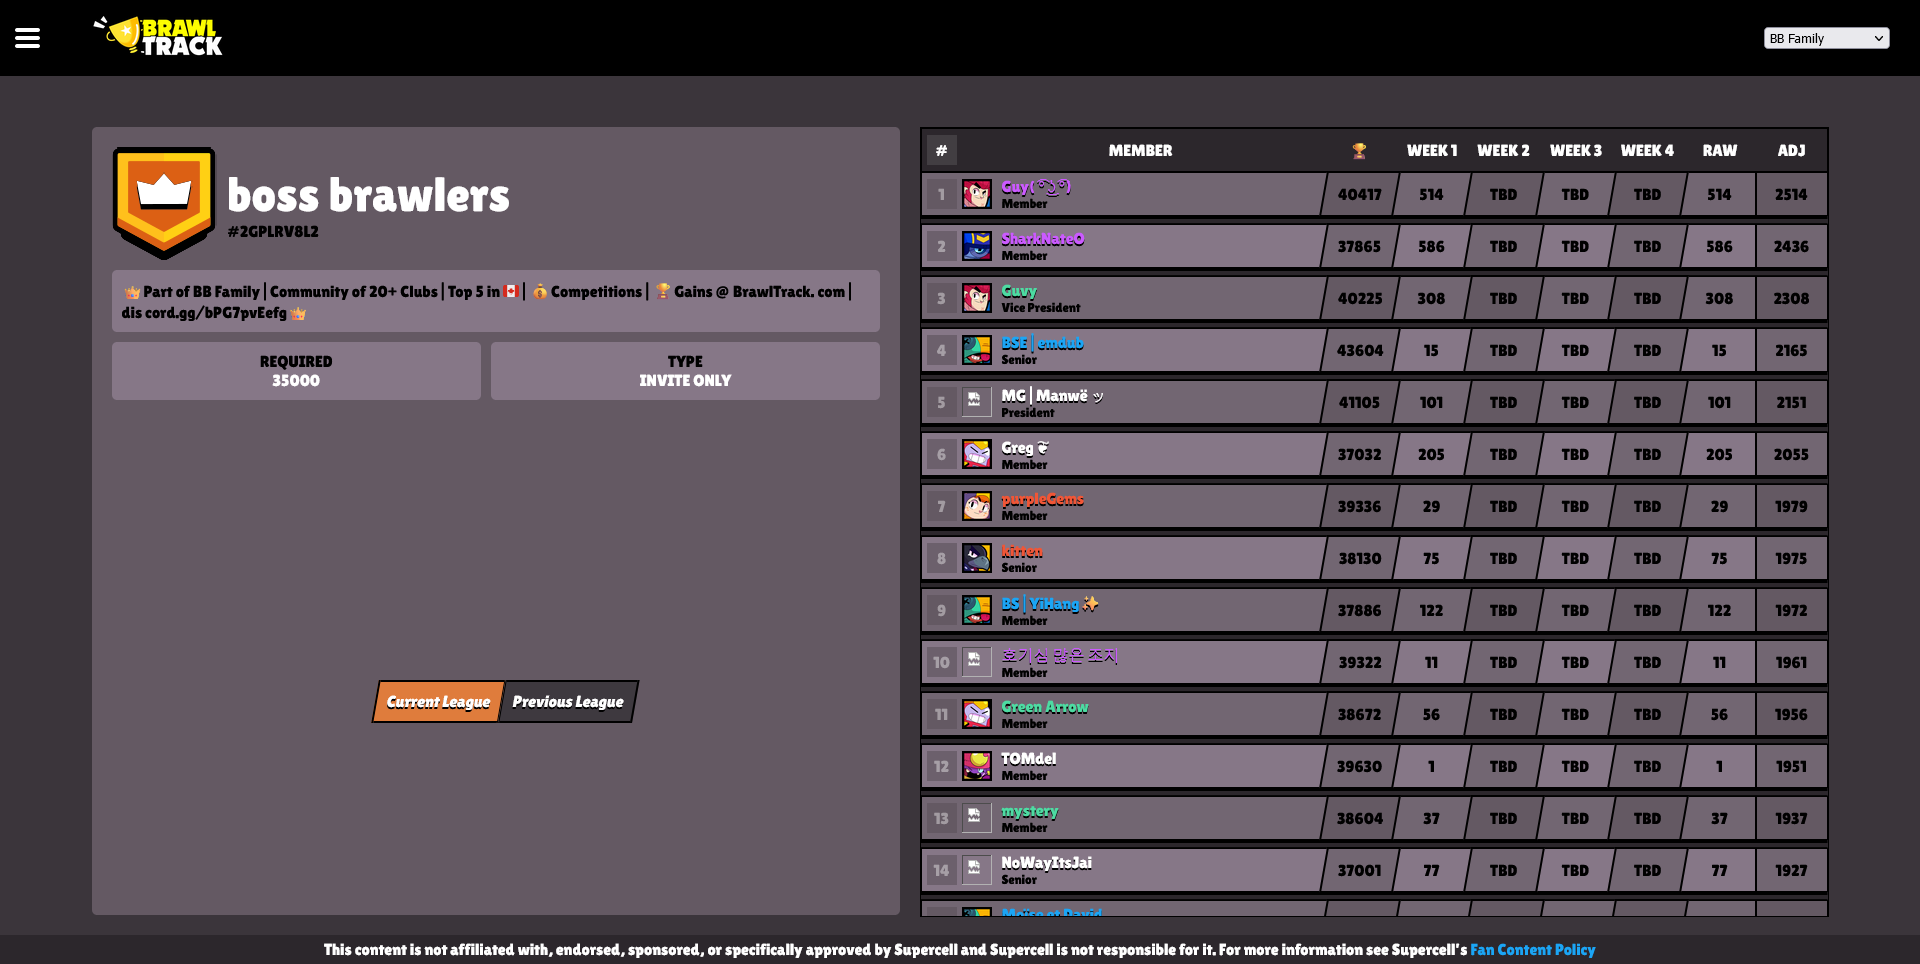 BRAWL
TRACK
BB Family
boss brawlers
#2GPLRV8L2
👑Part of BB Family | Community of 20+ Clubs | Top 5 in 🇨🇦 | 💰Competitions | 🏆Gains @ BrawlTrack. com |
dis cord.gg/bPG7pvEefg👑
REQUIRED
35000
TYPE
INVITE ONLY
Current League Previous League
# MEMBER 🏆 WEEK 1 WEEK 2 WEEK 3 WEEK 4 RAW ADJ
1 Guy( ͡° ͜ʖ ͡°) 40417 514 TBD TBD TBD 514 2514
Member
2 SharkNateO 37865 586 TBD TBD TBD 586 2436
Member
3 Guvy 40225 308 TBD TBD TBD 308 2308
Vice President
4 BSE | emdub 43604 15 TBD TBD TBD 15 2165
Senior
5 MG | Manwë ッ 41105 101 TBD TBD TBD 101 2151
President
6 Greg ❦ 37032 205 TBD TBD TBD 205 2055
Member
7 purpleGems 39336 29 TBD TBD TBD 29 1979
Member
8 kitten 38130 75 TBD TBD TBD 75 1975
Senior
9 BS | YiHang✨ 37886 122 TBD TBD TBD 122 1972
Member
10 호기심 많은 조지 39322 11 TBD TBD TBD 11 1961
Member
11 Green Arrow 38672 56 TBD TBD TBD 56 1956
Member
12 TOMdel 39630 1 TBD TBD TBD 1 1951
Member
13 mystery 38604 37 TBD TBD TBD 37 1937
Member
14 NoWayItsJai 37001 77 TBD TBD TBD 77 1927
Senior
Moïse et David
This content is not affiliated with, endorsed, sponsored, or specifically approved by Supercell and Supercell is not responsible for it. For more information see Supercell's Fan Content Policy